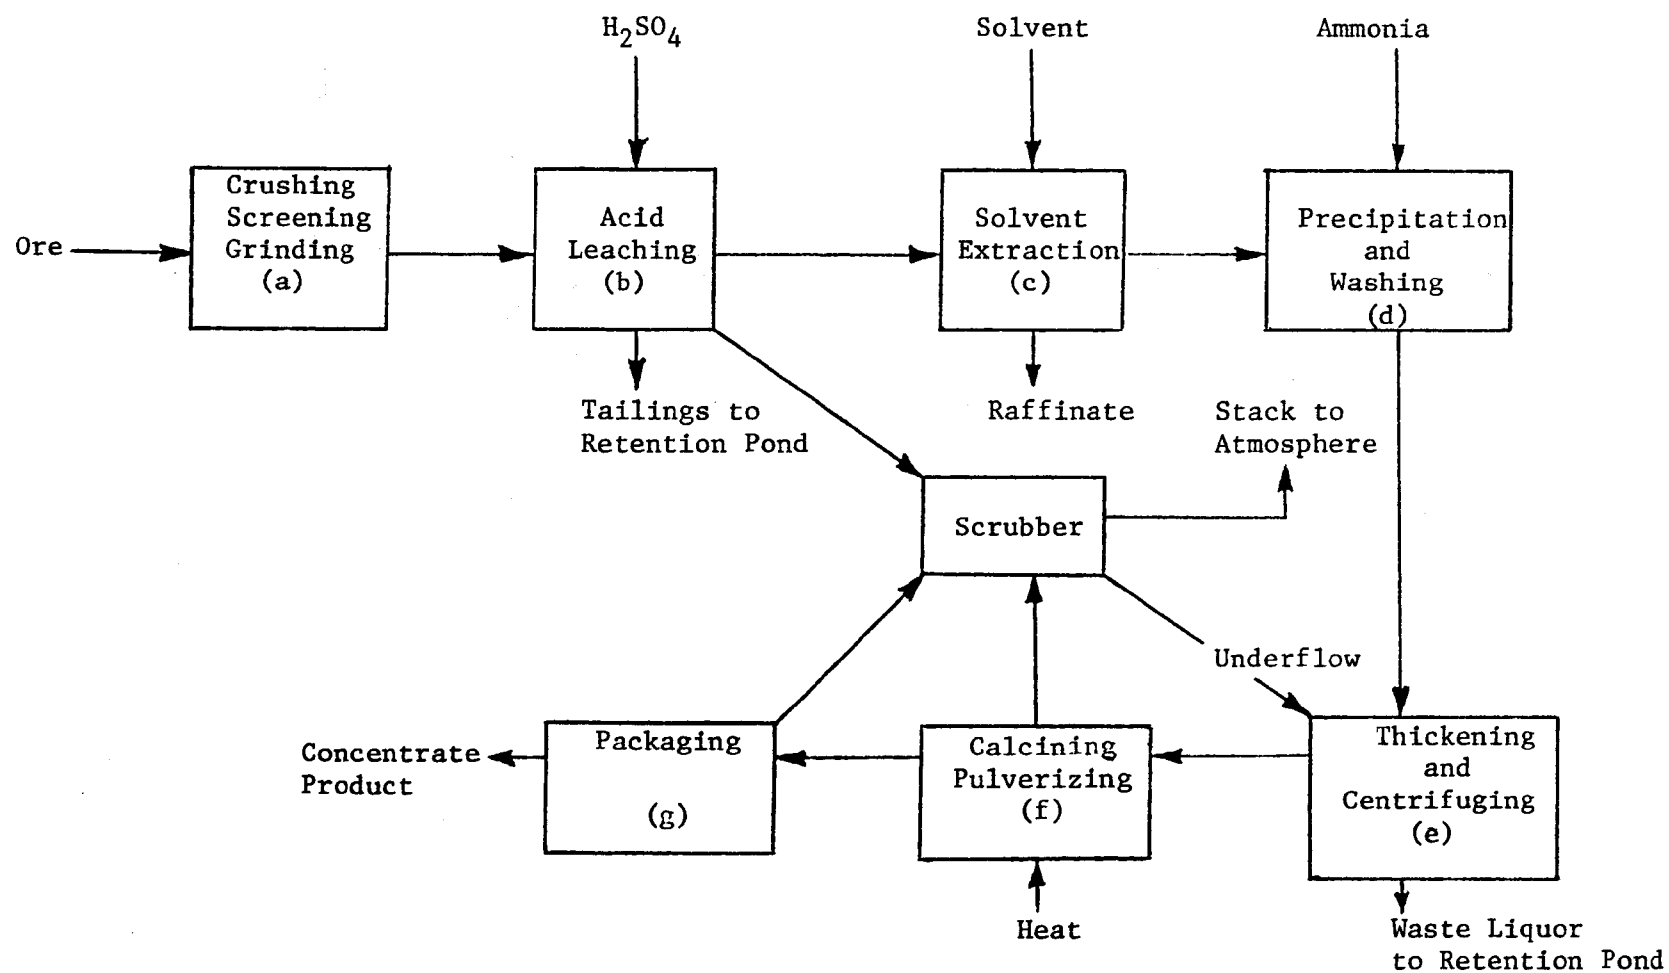 H₂SO₄
Solvent
Ammonia
Ore
Crushing
Screening
Grinding
(a)
Acid
Leaching
(b)
Solvent
Extraction
(c)
Precipitation
and
Washing
(d)
Tailings to
Retention Pond
Raffinate
Stack to
Atmosphere
Scrubber
Underflow
Concentrate
Product
Packaging
(g)
Calcining
Pulverizing
(f)
Thickening
and
Centrifuging
(e)
Heat
Waste Liquor
to Retention Pond